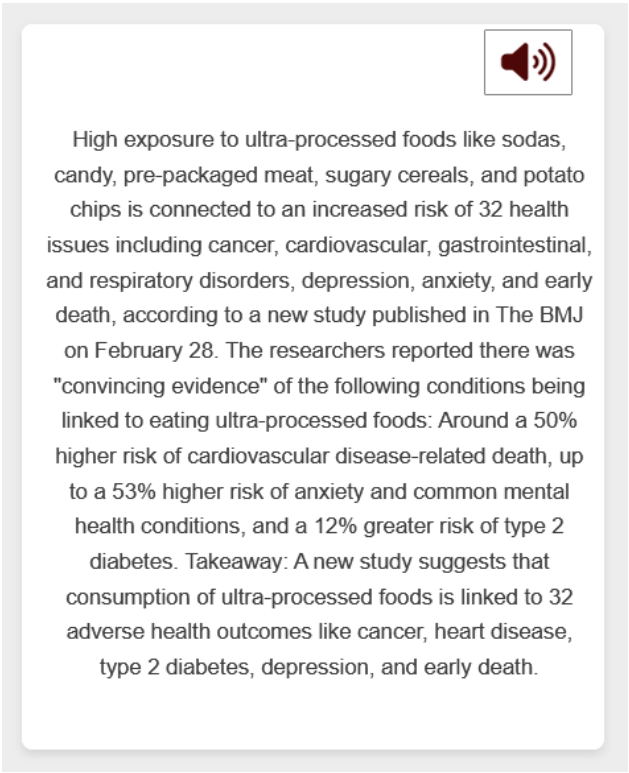 High exposure to ultra-processed foods like sodas,
candy, pre-packaged meat, sugary cereals, and potato
chips is connected to an increased risk of 32 health
issues including cancer, cardiovascular, gastrointestinal,
and respiratory disorders, depression, anxiety, and early
death, according to a new study published in The BMJ
on February 28. The researchers reported there was
"convincing evidence" of the following conditions being
linked to eating ultra-processed foods: Around a 50%
higher risk of cardiovascular disease-related death, up
to a 53% higher risk of anxiety and common mental
health conditions, and a 12% greater risk of type 2
diabetes. Takeaway: A new study suggests that
consumption of ultra-processed foods is linked to 32
adverse health outcomes like cancer, heart disease,
type 2 diabetes, depression, and early death.